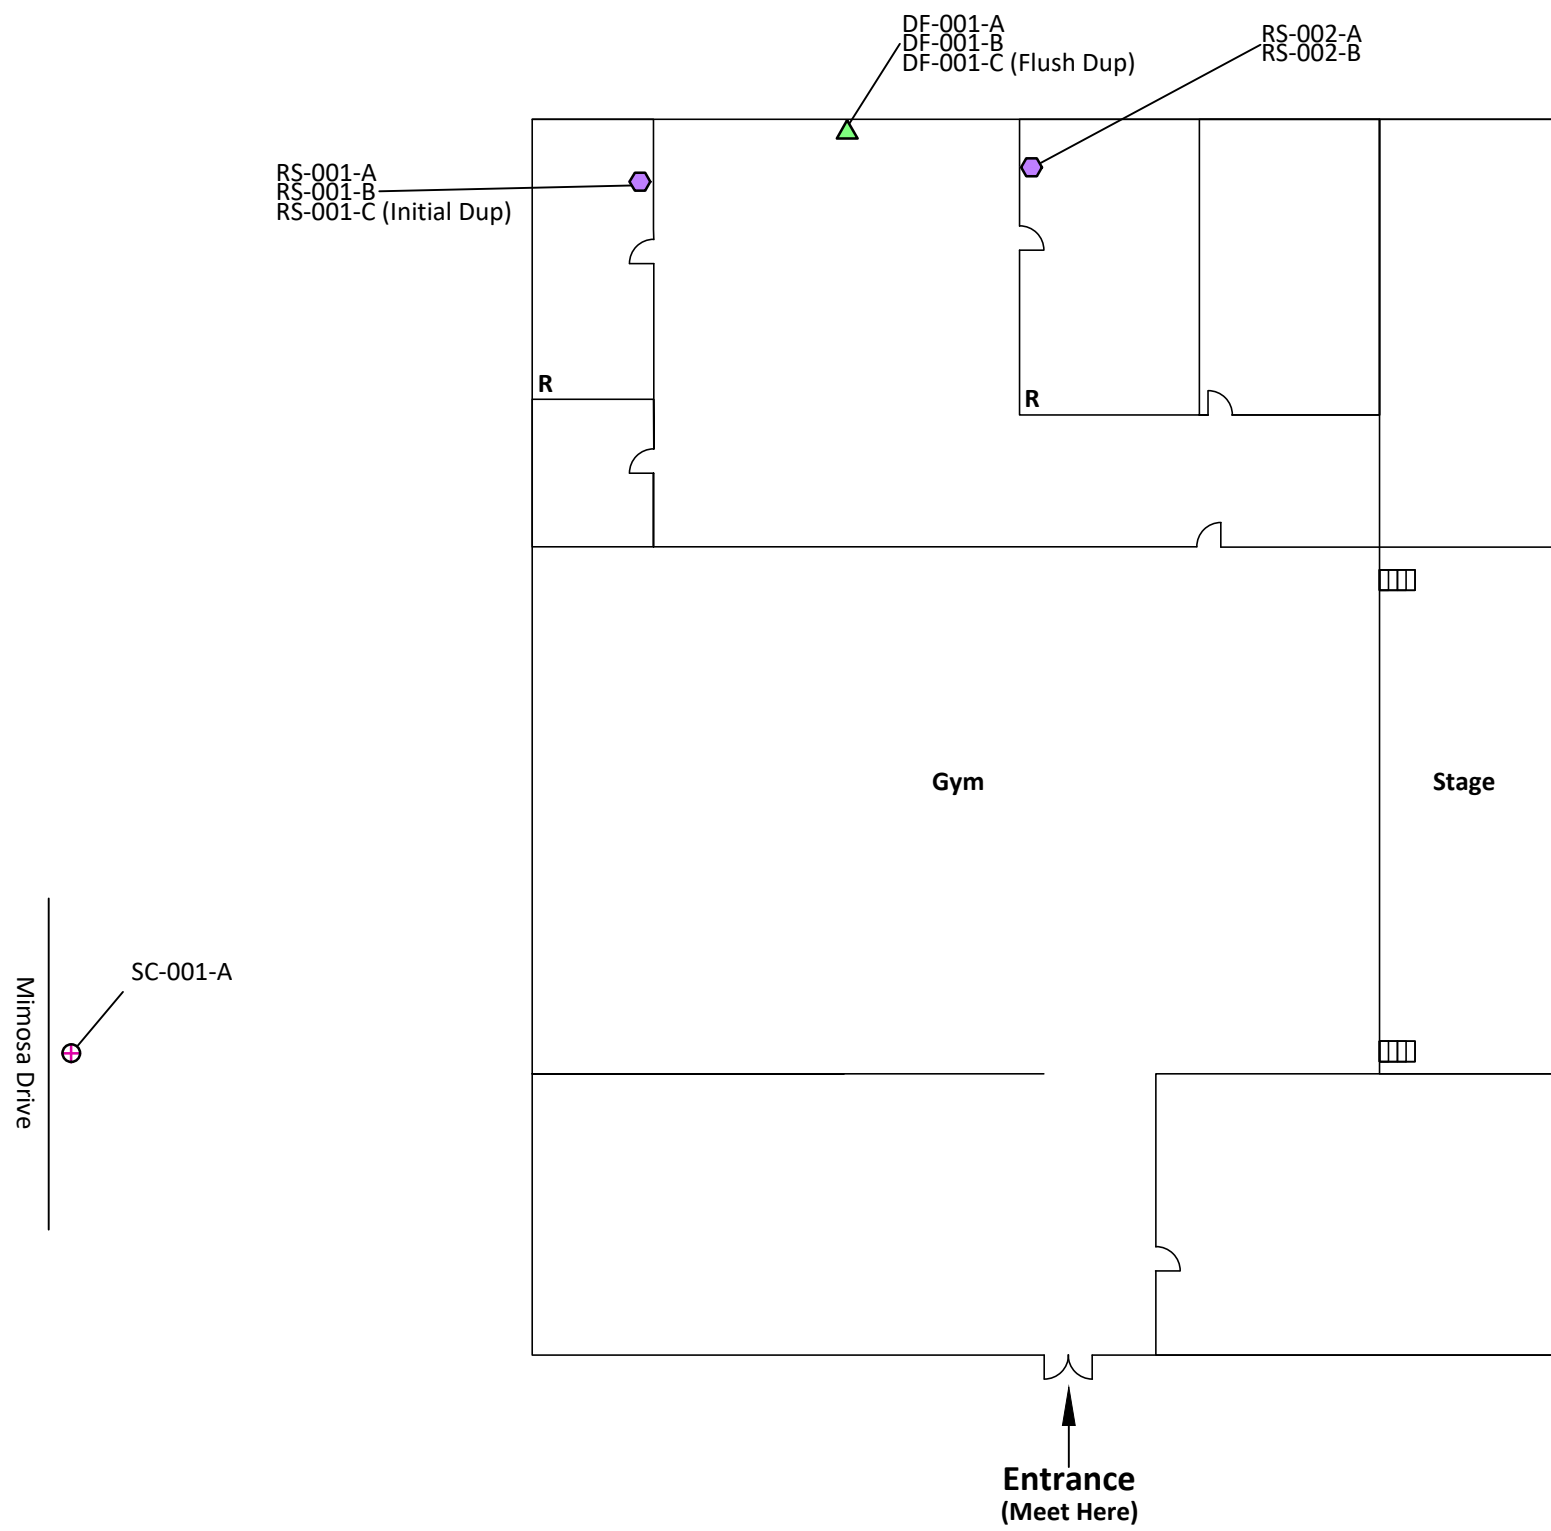 DF-001-A
DF-001-B
DF-001-C (Flush Dup)
RS-002-A
RS-002-B
RS-001-A
RS-001-B
RS-001-C (Initial Dup)
R
R
Gym
Stage
SC-001-A
Mimosa Drive
Entrance
(Meet Here)